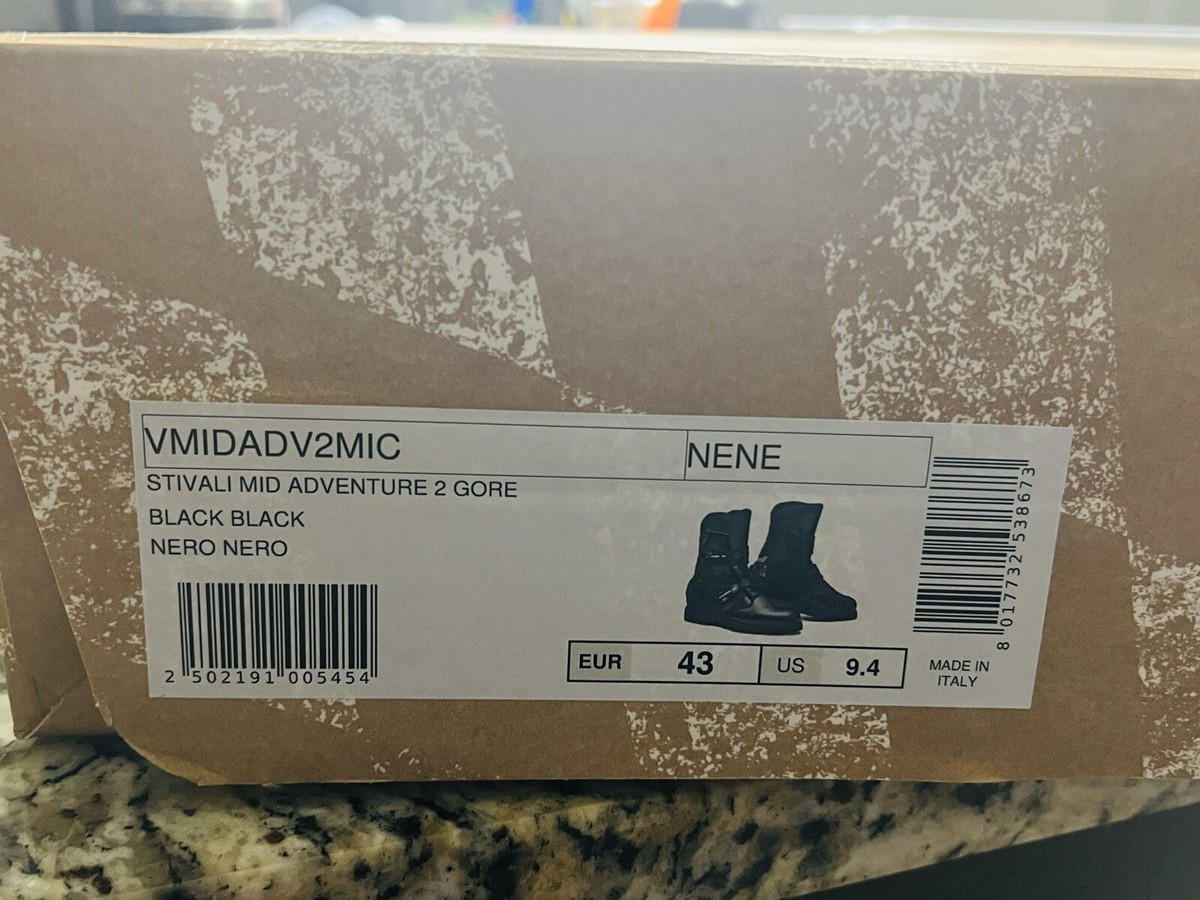 VMIDADV2MIC NENE
STIVALI MID ADVENTURE 2 GORE
BLACK BLACK
NERO NERO
2 502191 005454
EUR 43 US 9.4
8 017732 538673
MADE IN
ITALY